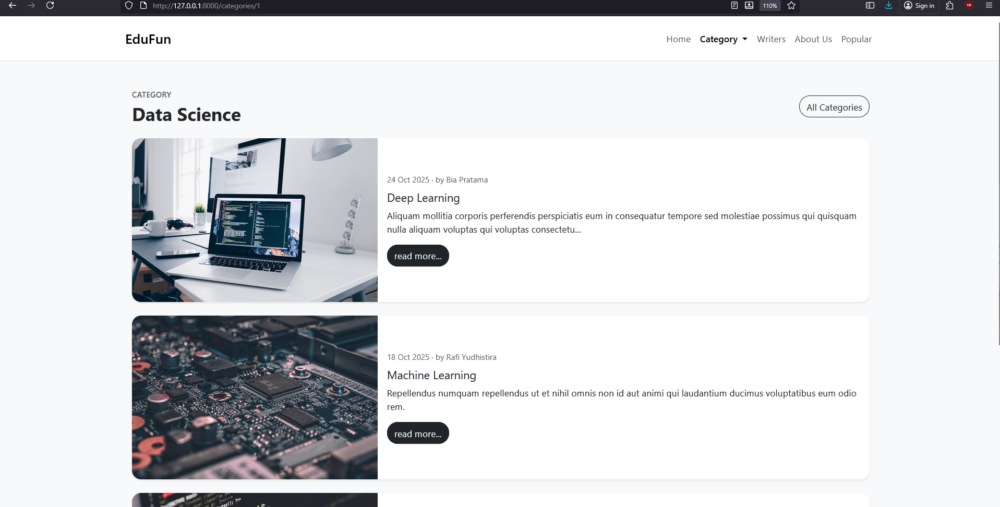 http://127.0.0.1:8000/categories/1
110%
Sign in
EduFun
Home
Category
Writers
About Us
Popular
CATEGORY
Data Science
All Categories
24 Oct 2025 · by Bia Pratama
Deep Learning
Aliquam mollitia corporis perferendis perspiciatis eum in consequatur tempore sed molestiae possimus qui quisquam
nulla aliquam voluptas qui voluptas consectetu...
read more...
18 Oct 2025 · by Rafi Yudhistira
Machine Learning
Repellendus numquam repellendus ut et nihil omnis non id aut animi qui laudantium ducimus voluptatibus eum odio
rem.
read more...